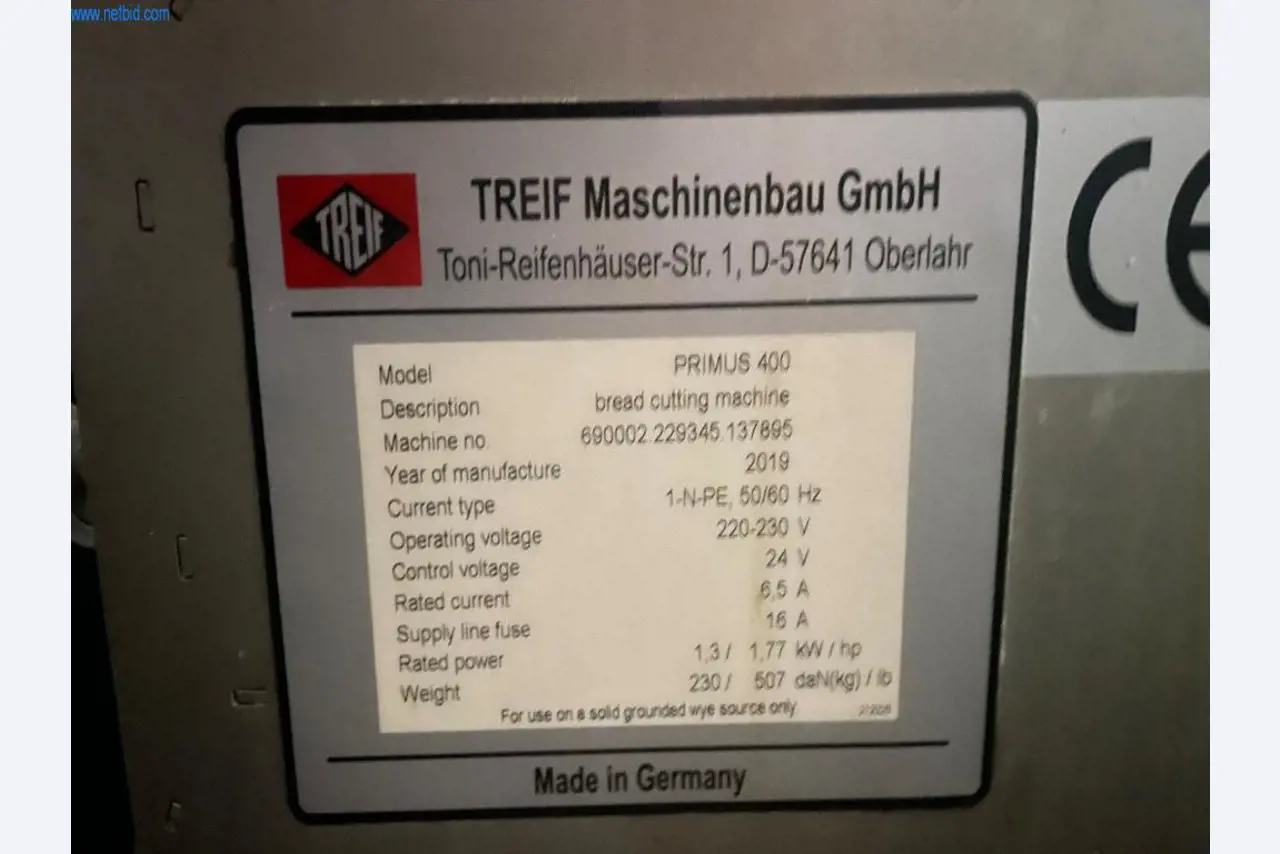 www.netbid.com
TREIF
TREIF Maschinenbau GmbH
Toni-Reifenhäuser-Str. 1, D-57641 Oberlahr
CE
Model PRIMUS 400
Description bread cutting machine
Machine no. 690002.229345.137895
Year of manufacture 2019
Current type 1-N-PE, 50/60 Hz
Operating voltage 220-230 V
Control voltage 24 V
Rated current 6,5 A
Supply line fuse 16 A
Rated power 1,3 / 1,77 kW / hp
Weight 230 / 507 daN(kg) / lb
For use on a solid grounded wye source only
Made in Germany